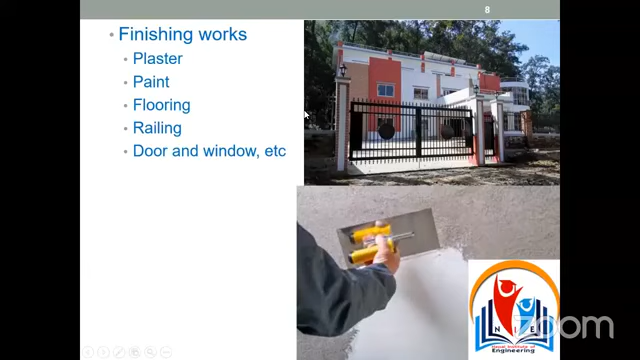 8
• Finishing works
• Plaster
• Paint
• Flooring
• Railing
• Door and window, etc
N I E
Engineering
zoom